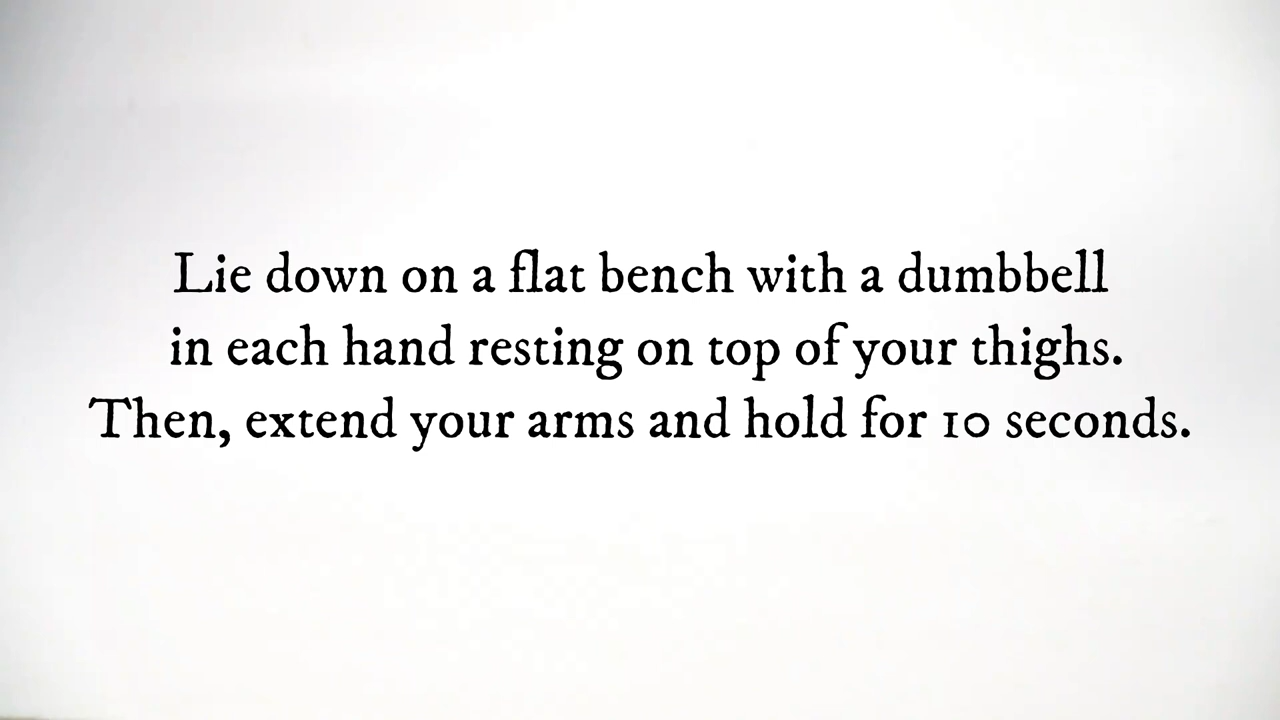 Lie down on a flat bench with a dumbbell
in each hand resting on top of your thighs.
Then, extend your arms and hold for 10 seconds.